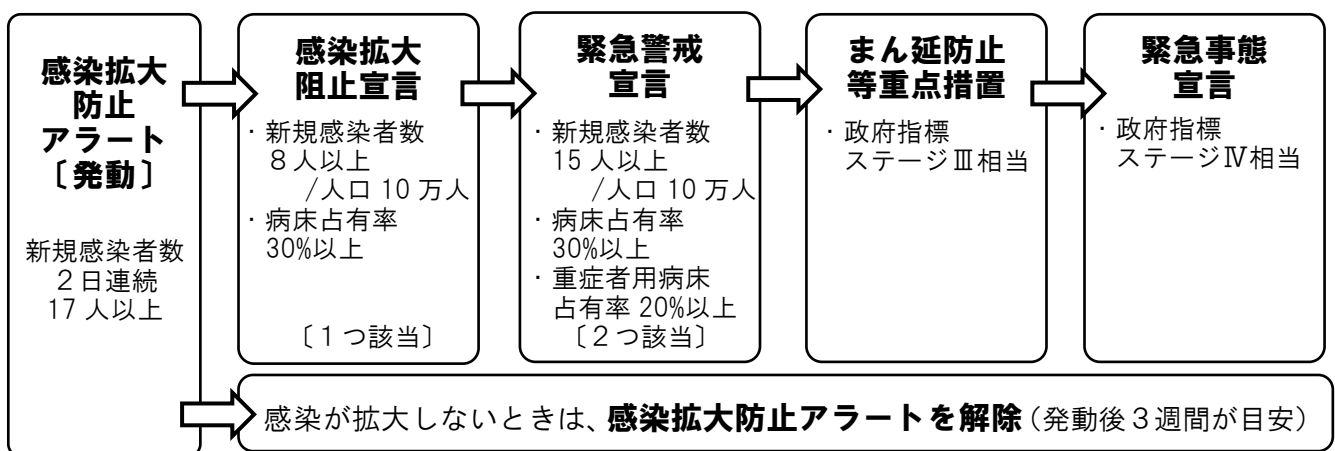 感染拡大
防止
アラート
〔発動〕
新規感染者数
２日連続
17人以上
感染拡大
阻止宣言
・新規感染者数
８人以上
/人口10万人
・病床占有率
30%以上
〔１つ該当〕
緊急警戒
宣言
・新規感染者数
15人以上
/人口10万人
・病床占有率
30%以上
・重症者用病床
占有率20%以上
〔２つ該当〕
まん延防止
等重点措置
・政府指標
ステージⅢ相当
緊急事態
宣言
・政府指標
ステージⅣ相当
感染が拡大しないときは、感染拡大防止アラートを解除（発動後３週間が目安）